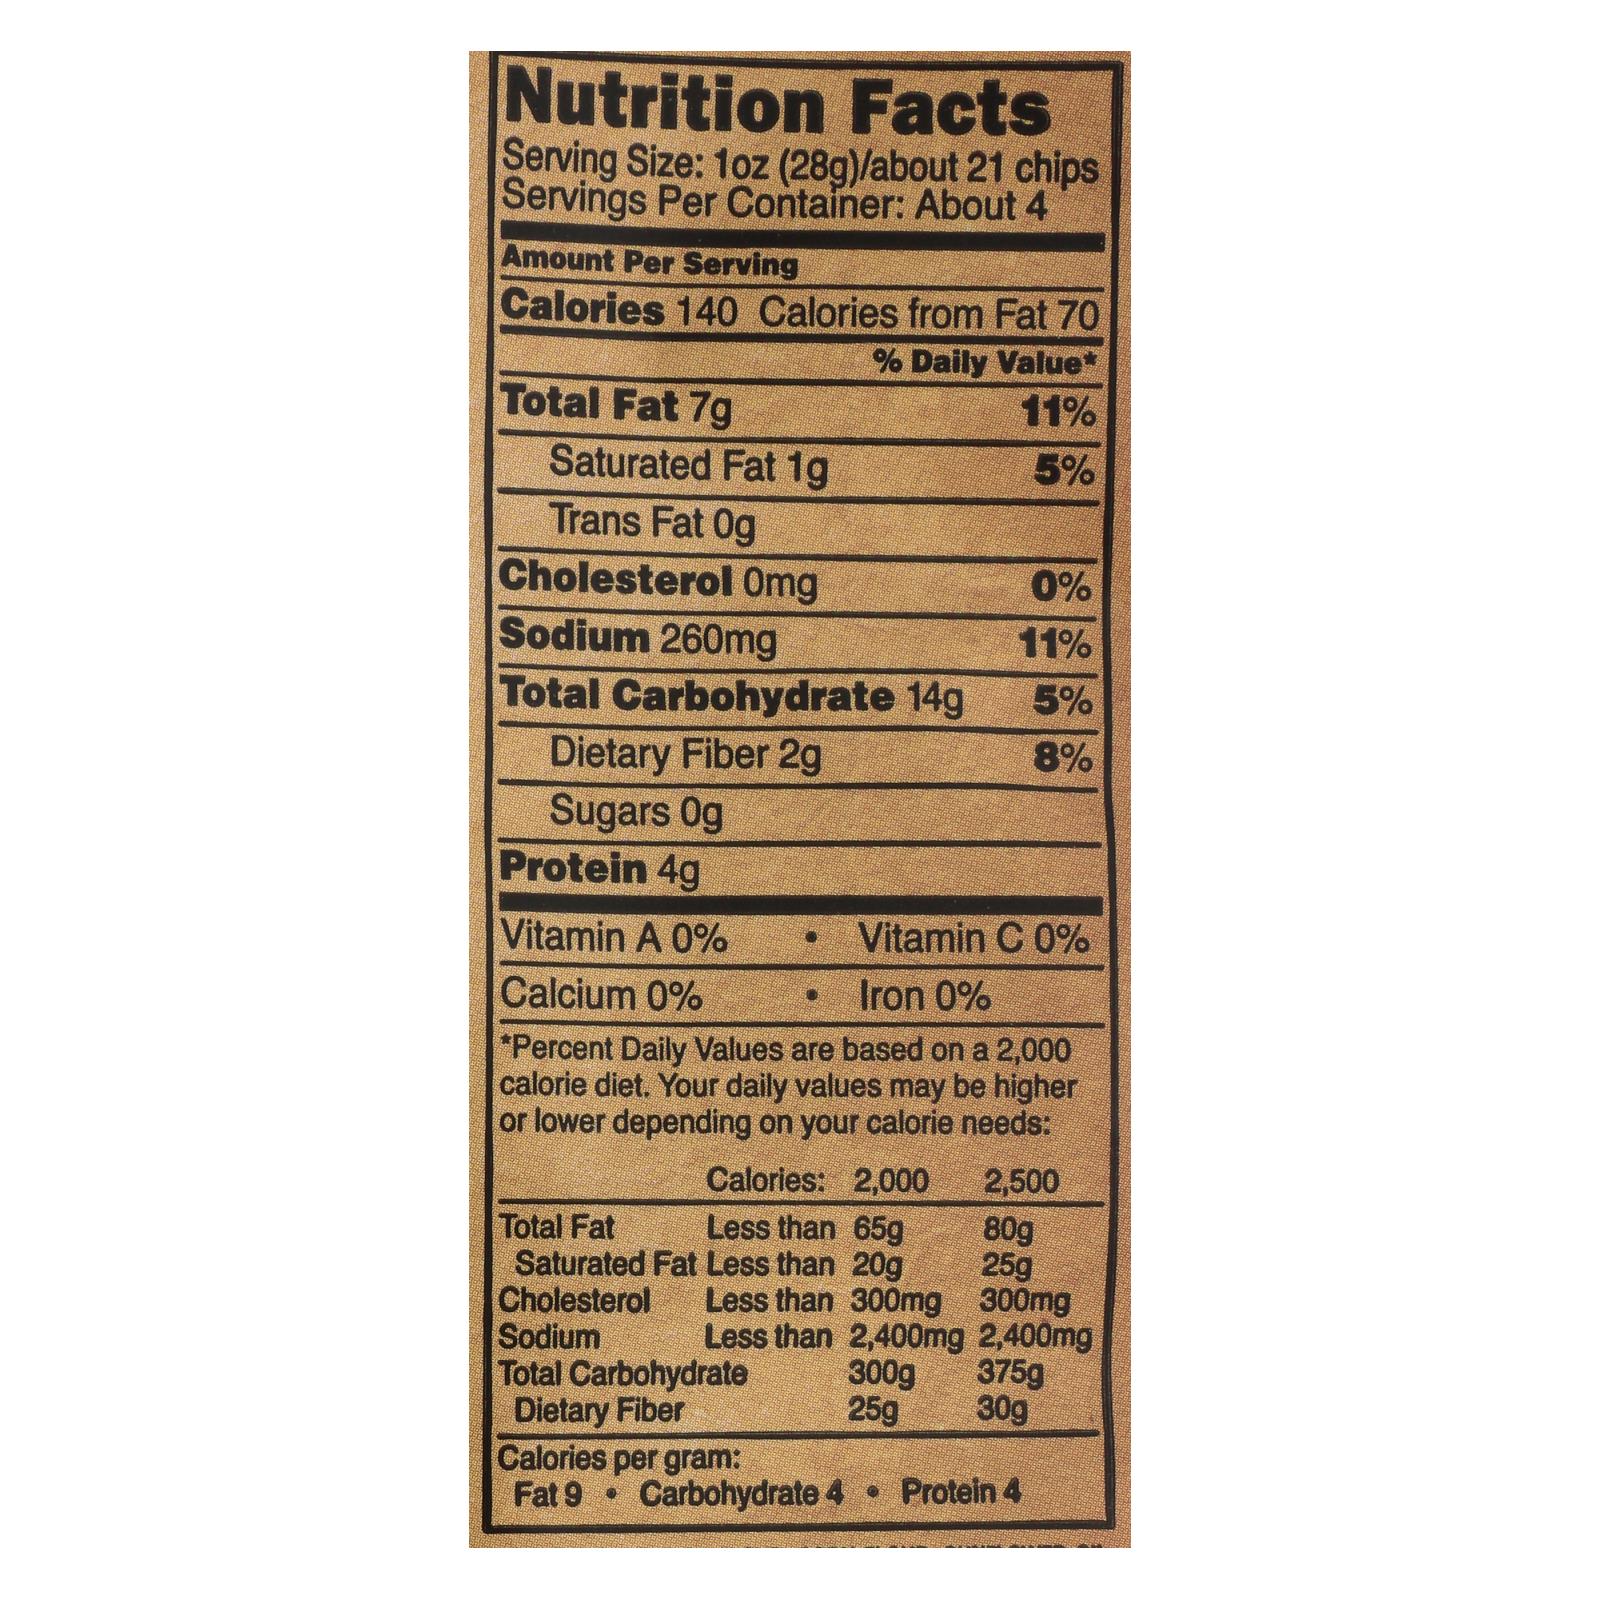 Nutrition Facts
Serving Size: 1oz (28g)/about 21 chips
Servings Per Container: About 4
Amount Per Serving
Calories 140 Calories from Fat 70
% Daily Value*
Total Fat 7g 11%
Saturated Fat 1g 5%
Trans Fat 0g
Cholesterol 0mg 0%
Sodium 260mg 11%
Total Carbohydrate 14g 5%
Dietary Fiber 2g 8%
Sugars 0g
Protein 4g
Vitamin A 0% • Vitamin C 0%
Calcium 0% • Iron 0%
*Percent Daily Values are based on a 2,000
calorie diet. Your daily values may be higher
or lower depending on your calorie needs:
Calories: 2,000 2,500
Total Fat Less than 65g 80g
Saturated Fat Less than 20g 25g
Cholesterol Less than 300mg 300mg
Sodium Less than 2,400mg 2,400mg
Total Carbohydrate 300g 375g
Dietary Fiber 25g 30g
Calories per gram:
Fat 9 • Carbohydrate 4 • Protein 4